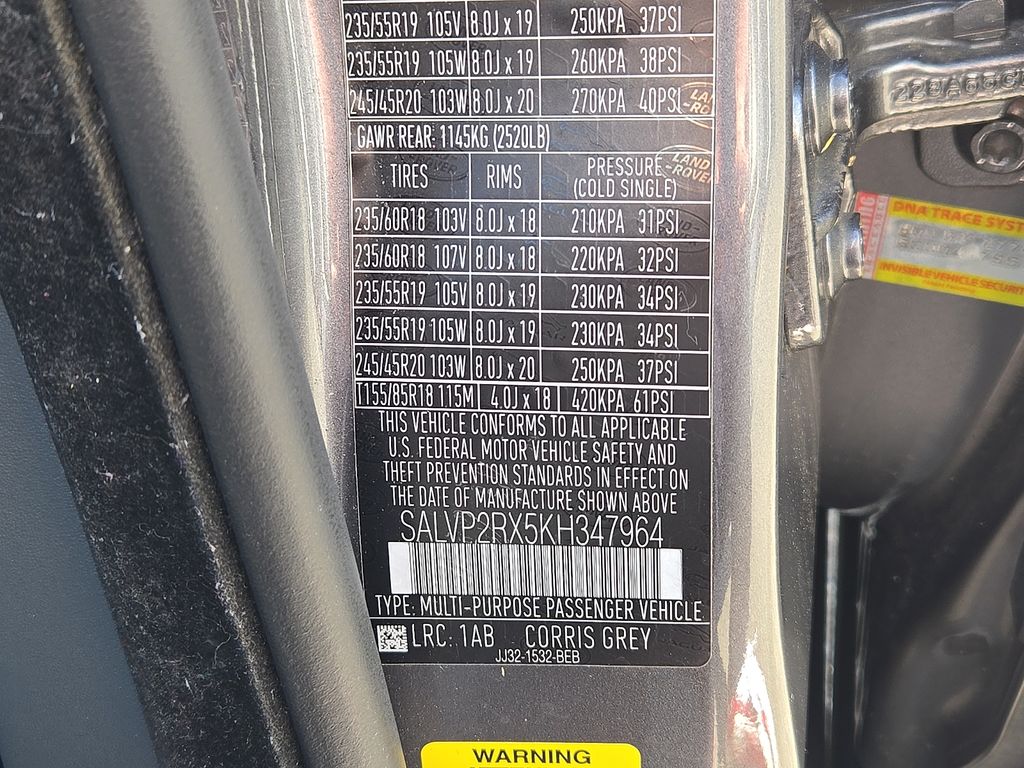 235/55R19 105V 8.0J x 19 250KPA 37PSI
235/55R19 105W 8.0J x 19 260KPA 38PSI
245/45R20 103W 8.0J x 20 270KPA 40PSI
GAWR REAR: 1145KG (2520LB)
TIRES RIMS PRESSURE (COLD SINGLE)
LAND
-ROVER
235/60R18 103V 8.0J x 18 210KPA 31PSI
235/60R18 107V 8.0J x 18 220KPA 32PSI
235/55R19 105V 8.0J x 19 230KPA 34PSI
235/55R19 105W 8.0J x 19 230KPA 34PSI
245/45R20 103W 8.0J x 20 250KPA 37PSI
T155/85R18 115M 4.0J x 18 420KPA 61PSI
THIS VEHICLE CONFORMS TO ALL APPLICABLE
U.S. FEDERAL MOTOR VEHICLE SAFETY AND
THEFT PREVENTION STANDARDS IN EFFECT ON
THE DATE OF MANUFACTURE SHOWN ABOVE
SALVP2RX5KH347964
TYPE: MULTI-PURPOSE PASSENGER VEHICLE
LRC: 1AB CORRIS GREY
JJ32-1532-BEB
WARNING
DNA TRACE SYST
INVISIBLE VEHICLE SECURIT